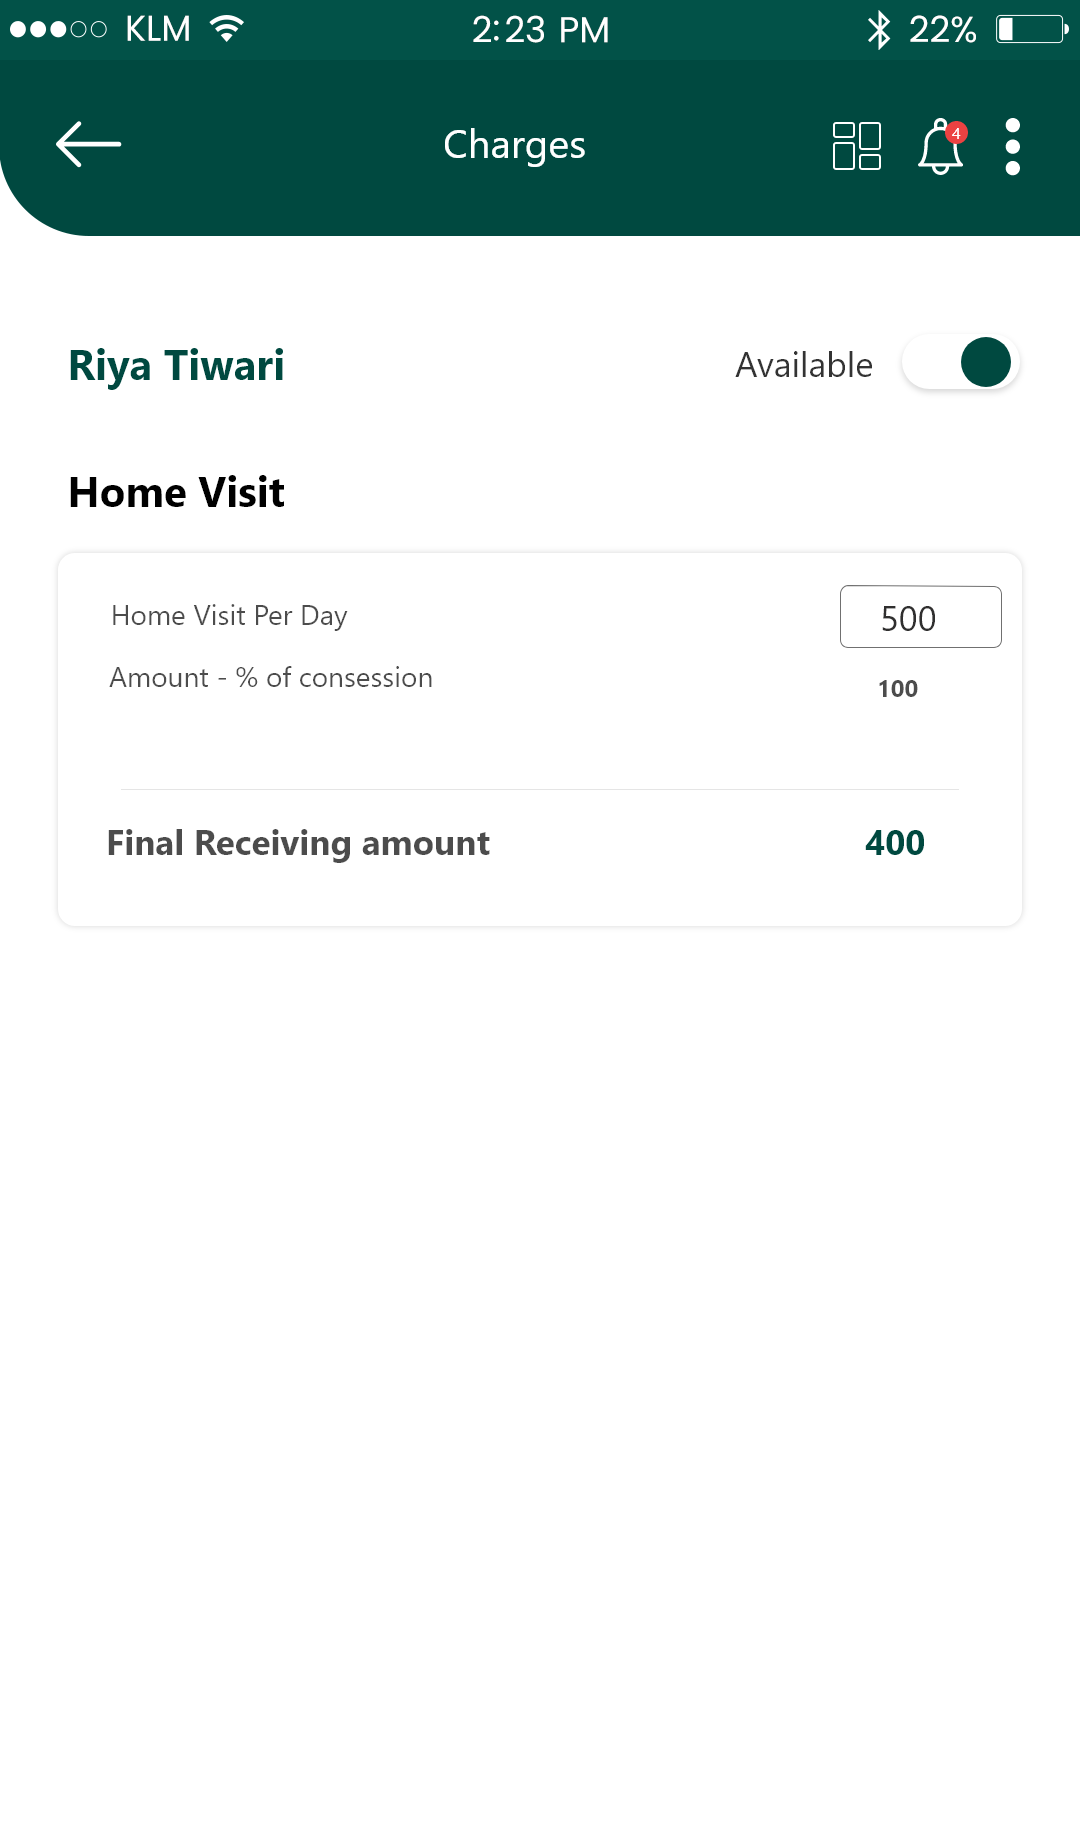 KLM 2:23 PM 22%
Charges 4
Riya Tiwari Available
Home Visit
Home Visit Per Day 500
Amount - % of consession 100
Final Receiving amount 400